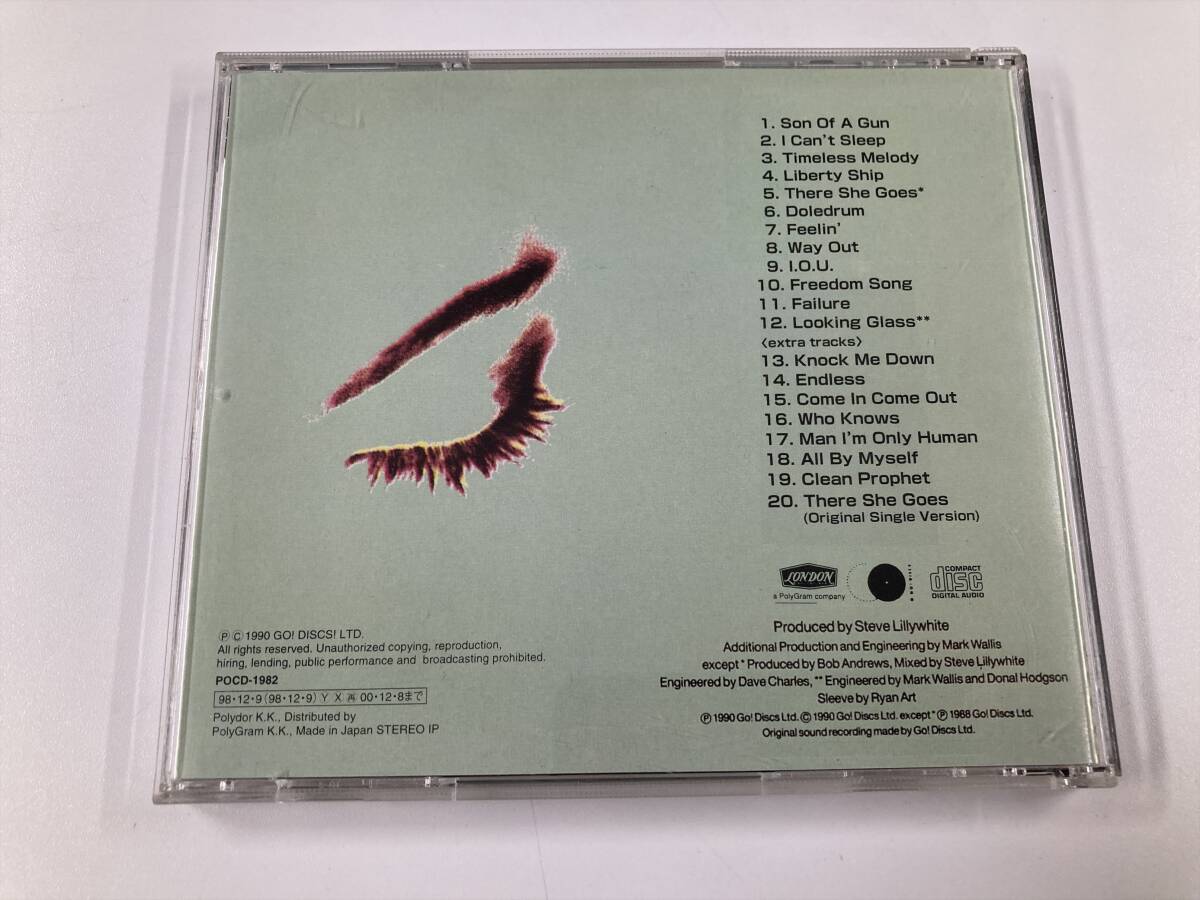 1. Son Of A Gun
2. I Can't Sleep
3. Timeless Melody
4. Liberty Ship
5. There She Goes*
6. Doledrum
7. Feelin'
8. Way Out
9. I.O.U.
10. Freedom Song
11. Failure
12. Looking Glass**
〈extra tracks〉
13. Knock Me Down
14. Endless
15. Come In Come Out
16. Who Knows
17. Man I'm Only Human
18. All By Myself
19. Clean Prophet
20. There She Goes
(Original Single Version)
LONDON
a PolyGram company
COMPACT
disc
DIGITAL AUDIO
Produced by Steve Lillywhite
Additional Production and Engineering by Mark Wallis
except * Produced by Bob Andrews, Mixed by Steve Lillywhite
Engineered by Dave Charles, ** Engineered by Mark Wallis and Donal Hodgson
Sleeve by Ryan Art
Ⓟ 1990 Go! Discs Ltd. Ⓒ 1990 Go! Discs Ltd. except* Ⓟ 1988 Go! Discs Ltd.
Original sound recording made by Go! Discs Ltd.
Ⓟ Ⓒ 1990 GO! DISCS! LTD.
All rights reserved. Unauthorized copying, reproduction,
hiring, lending, public performance and broadcasting prohibited.
POCD-1982
98・12・9 (98・12・9) Y X 再 00・12・8まで
Polydor K.K., Distributed by
PolyGram K.K., Made in Japan STEREO IP